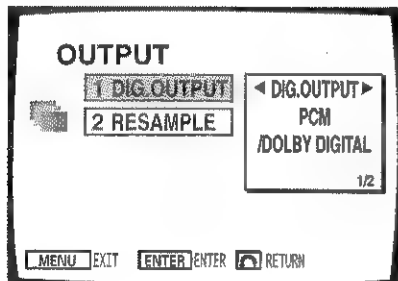 OUTPUT
1 DIG.OUTPUT
2 RESAMPLE
◀ DIG.OUTPUT ▶
PCM
/DOLBY DIGITAL
1/2
MENU EXIT ENTER ENTER RETURN